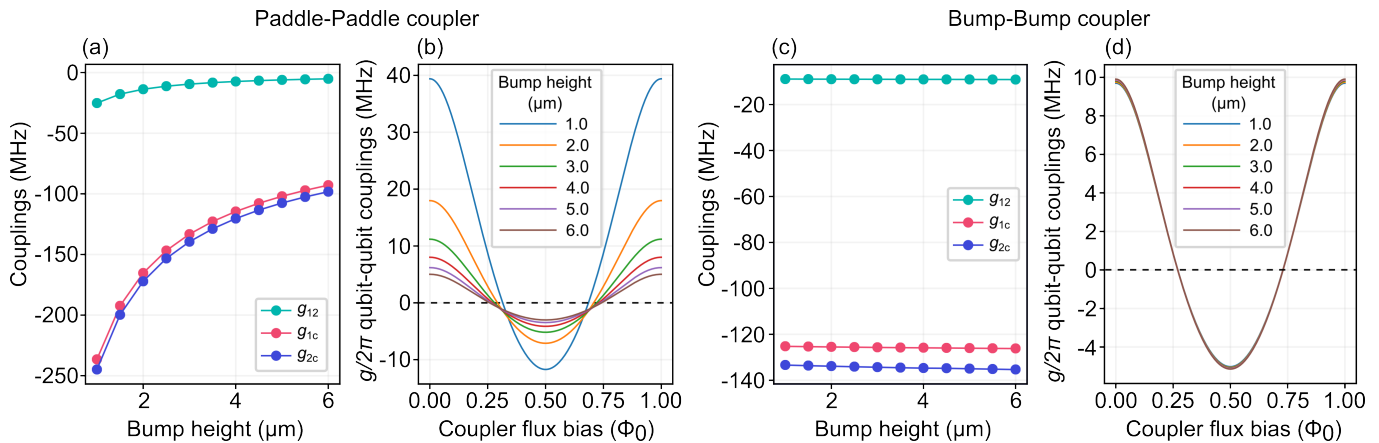 Paddle-Paddle coupler
Bump-Bump coupler
(a)
0
-50
-100
-150
-200
-250
Couplings (MHz)
g12
g1c
g2c
2
4
6
Bump height (μm)
(b)
40
30
20
10
0
-10
g/2π qubit-qubit couplings (MHz)
Bump height
(μm)
1.0
2.0
3.0
4.0
5.0
6.0
0.00
0.25
0.50
0.75
1.00
Coupler flux bias (Φ0)
(c)
-20
-40
-60
-80
-100
-120
-140
Couplings (MHz)
g12
g1c
g2c
2
4
6
Bump height (μm)
(d)
10
8
6
4
2
0
-2
-4
g/2π qubit-qubit couplings (MHz)
Bump height
(μm)
1.0
2.0
3.0
4.0
5.0
6.0
0.00
0.25
0.50
0.75
1.00
Coupler flux bias (Φ0)